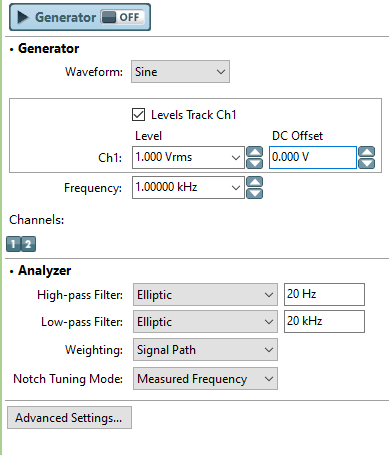 Generator OFF
• Generator
Waveform: Sine
Levels Track Ch1
Level DC Offset
Ch1: 1.000 Vrms 0.000 V
Frequency: 1.00000 kHz
Channels:
1 2
• Analyzer
High-pass Filter: Elliptic 20 Hz
Low-pass Filter: Elliptic 20 kHz
Weighting: Signal Path
Notch Tuning Mode: Measured Frequency
Advanced Settings...